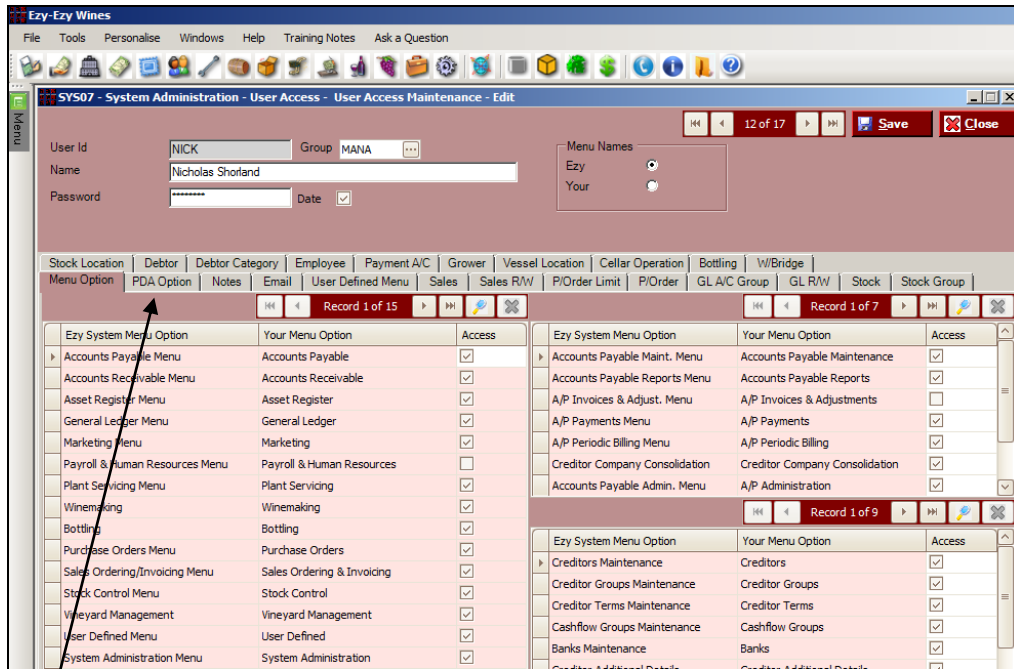 Ezy-Ezy Wines
File Tools Personalise Windows Help Training Notes Ask a Question
Menu
SYS07 - System Administration - User Access - User Access Maintenance - Edit
12 of 17 Save Close
User Id NICK Group MANA ...
Name Nicholas Shorland
Password ******** Date
Menu Names
Ezy
Your
Stock Location Debtor Debtor Category Employee Payment A/C Grower Vessel Location Cellar Operation Bottling W/Bridge
Menu Option PDA Option Notes Email User Defined Menu Sales Sales R/W P/Order Limit P/Order GL A/C Group GL R/W Stock Stock Group
Record 1 of 15
Ezy System Menu Option Your Menu Option Access
Accounts Payable Menu Accounts Payable
Accounts Receivable Menu Accounts Receivable
Asset Register Menu Asset Register
General Ledger Menu General Ledger
Marketing Menu Marketing
Payroll & Human Resources Menu Payroll & Human Resources
Plant Servicing Menu Plant Servicing
Winemaking Winemaking
Bottling Bottling
Purchase Orders Menu Purchase Orders
Sales Ordering/Invoicing Menu Sales Ordering & Invoicing
Stock Control Menu Stock Control
Vineyard Management Vineyard Management
User Defined Menu User Defined
System Administration Menu System Administration
Record 1 of 7
Ezy System Menu Option Your Menu Option Access
Accounts Payable Maint. Menu Accounts Payable Maintenance
Accounts Payable Reports Menu Accounts Payable Reports
A/P Invoices & Adjust. Menu A/P Invoices & Adjustments
A/P Payments Menu A/P Payments
A/P Periodic Billing Menu A/P Periodic Billing
Creditor Company Consolidation Creditor Company Consolidation
Accounts Payable Admin. Menu A/P Administration
Record 1 of 9
Ezy System Menu Option Your Menu Option Access
Creditors Maintenance Creditors
Creditor Groups Maintenance Creditor Groups
Creditor Terms Maintenance Creditor Terms
Cashflow Groups Maintenance Cashflow Groups
Banks Maintenance Banks
Creditor Additional Details Creditor Additional Details